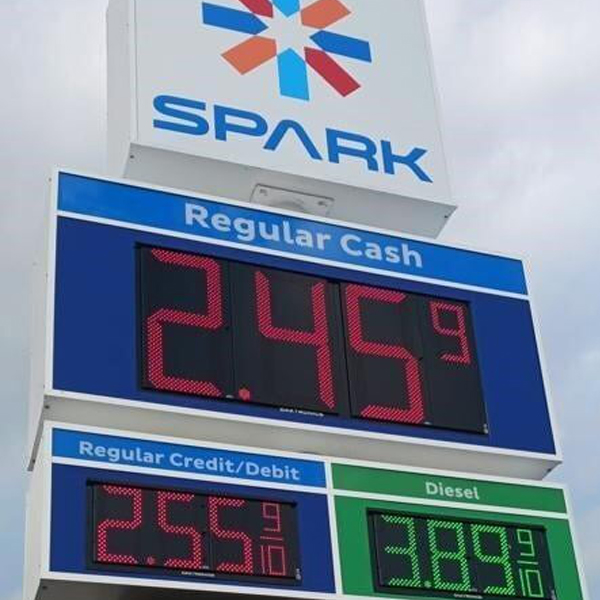 SPARK
Regular Cash
2.45 9
Regular Credit/Debit
2.55 9/10
Diesel
3.89 9/10